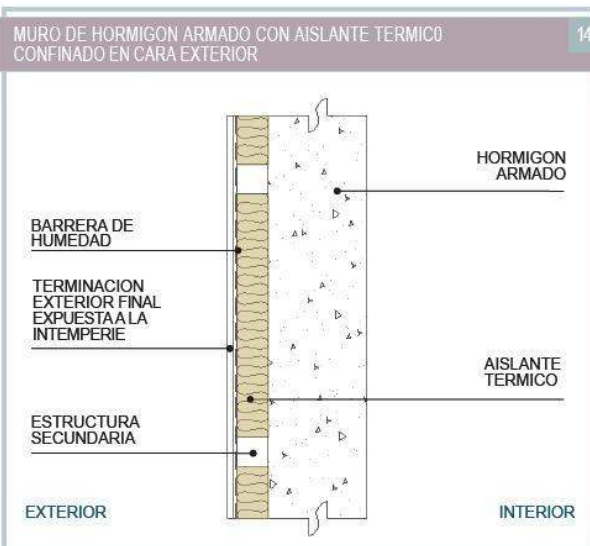 MURO DE HORMIGON ARMADO CON AISLANTE TERMICO
CONFINADO EN CARA EXTERIOR
14
HORMIGON
ARMADO
BARRERA DE
HUMEDAD
TERMINACION
EXTERIOR FINAL
EXPUESTA A LA
INTEMPERIE
AISLANTE
TERMICO
ESTRUCTURA
SECUNDARIA
EXTERIOR
INTERIOR